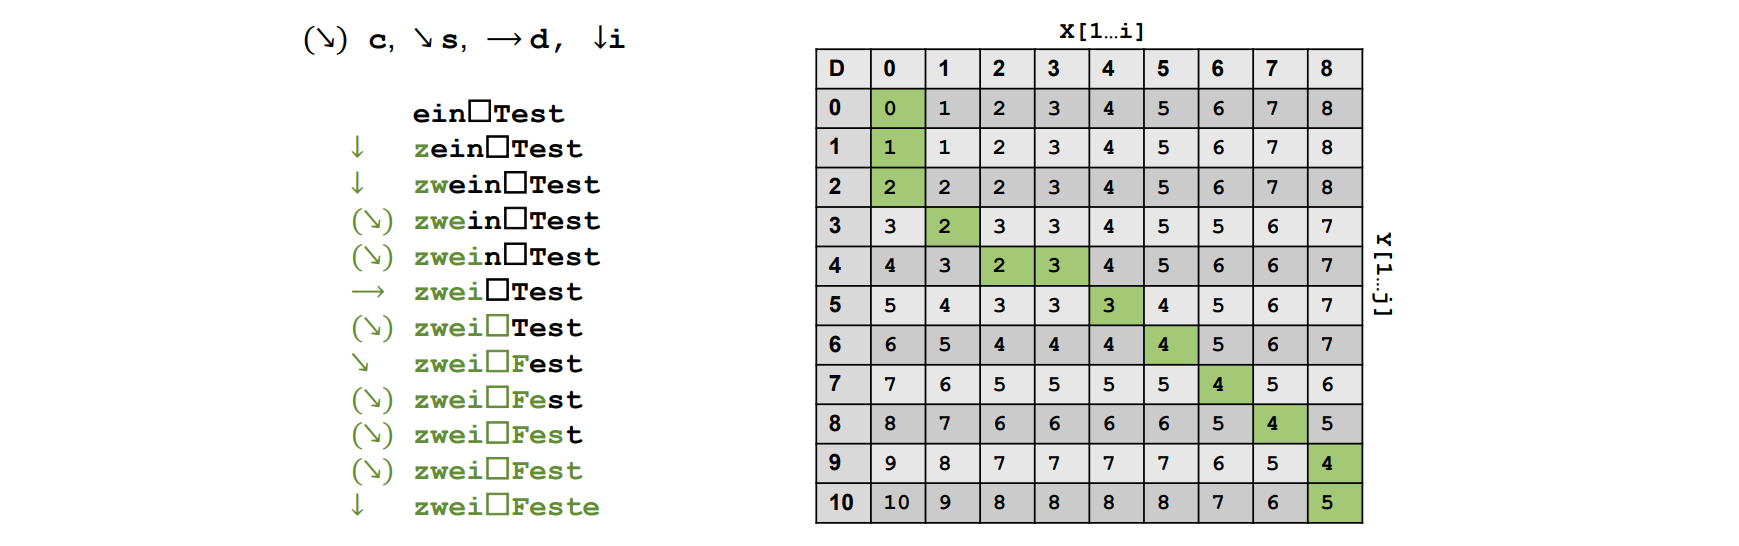 (↘) c, ↘ s, → d, ↓i
ein□Test
↓ zein□Test
↓ zwein□Test
(↘) zwein□Test
(↘) zwein□Test
→ zwei□Test
(↘) zwei□Test
↘ zwei□Fest
(↘) zwei□Fest
(↘) zwei□Fest
(↘) zwei□Fest
↓ zwei□Feste
X[1…i]
D 0 1 2 3 4 5 6 7 8
0 0 1 2 3 4 5 6 7 8
1 1 1 2 3 4 5 6 7 8
2 2 2 2 3 4 5 6 7 8
3 3 2 3 3 4 5 5 6 7
4 4 3 2 3 4 5 6 6 7
5 5 4 3 3 3 4 5 6 7
6 6 5 4 4 4 4 5 6 7
7 7 6 5 5 5 5 4 5 6
8 8 7 6 6 6 6 5 4 5
9 9 8 7 7 7 7 6 5 4
10 10 9 8 8 8 8 7 6 5
Y[1…j]